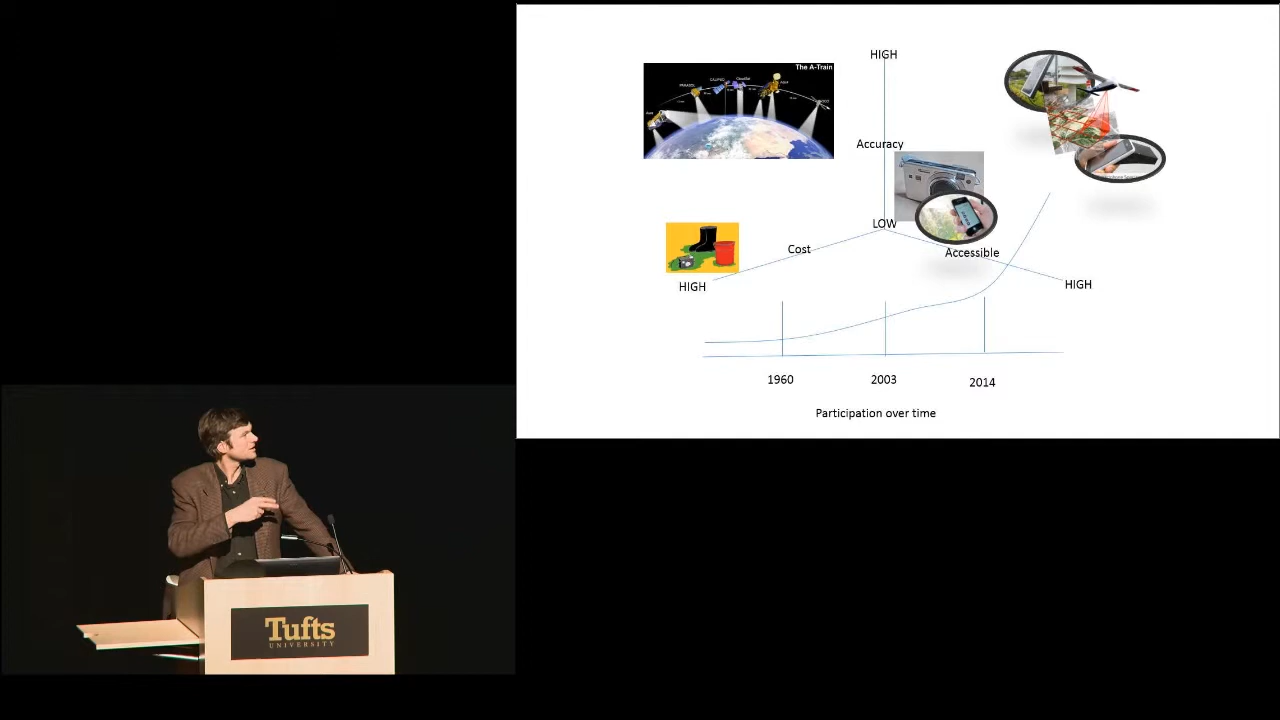 HIGH
The A-Train
Accuracy
LOW
Cost
Accessible
HIGH
HIGH
1960
2003
2014
Participation over time
Tufts
UNIVERSITY